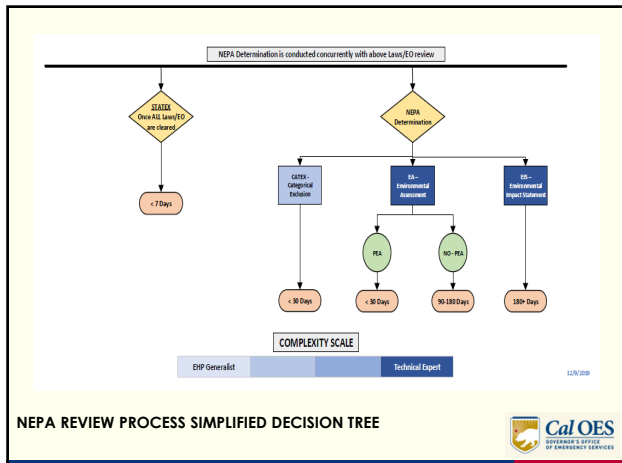 NEPA Determination is conducted concurrently with above Laws/EO review
STATEX
Once ALL Laws/EO
are cleared
NEPA
Determination
CATEX -
Categorical
Exclusion
EA –
Environmental
Assessment
EIS –
Environmental
Impact Statement
< 7 Days
PEA
NO - PEA
< 30 Days
< 30 Days
90-180 Days
180+ Days
COMPLEXITY SCALE
EHP Generalist
Technical Expert
12/9/2019
NEPA REVIEW PROCESS SIMPLIFIED DECISION TREE
Cal OES
GOVERNOR'S OFFICE
OF EMERGENCY SERVICES